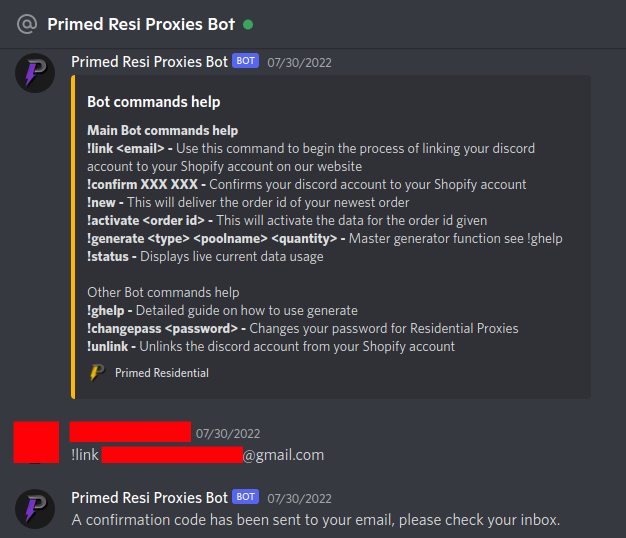 @ Primed Resi Proxies Bot
Primed Resi Proxies Bot BOT 07/30/2022
Bot commands help
Main Bot commands help
!link <email> - Use this command to begin the process of linking your discord
account to your Shopify account on our website
!confirm XXX XXX - Confirms your discord account to your Shopify account
!new - This will deliver the order id of your newest order
!activate <order id> - This will activate the data for the order id given
!generate <type> <poolname> <quantity> - Master generator function see !ghelp
!status - Displays live current data usage
Other Bot commands help
!ghelp - Detailed guide on how to use generate
!changepass <password> - Changes your password for Residential Proxies
!unlink - Unlinks the discord account from your Shopify account
Primed Residential
07/30/2022
!link @gmail.com
Primed Resi Proxies Bot BOT 07/30/2022
A confirmation code has been sent to your email, please check your inbox.